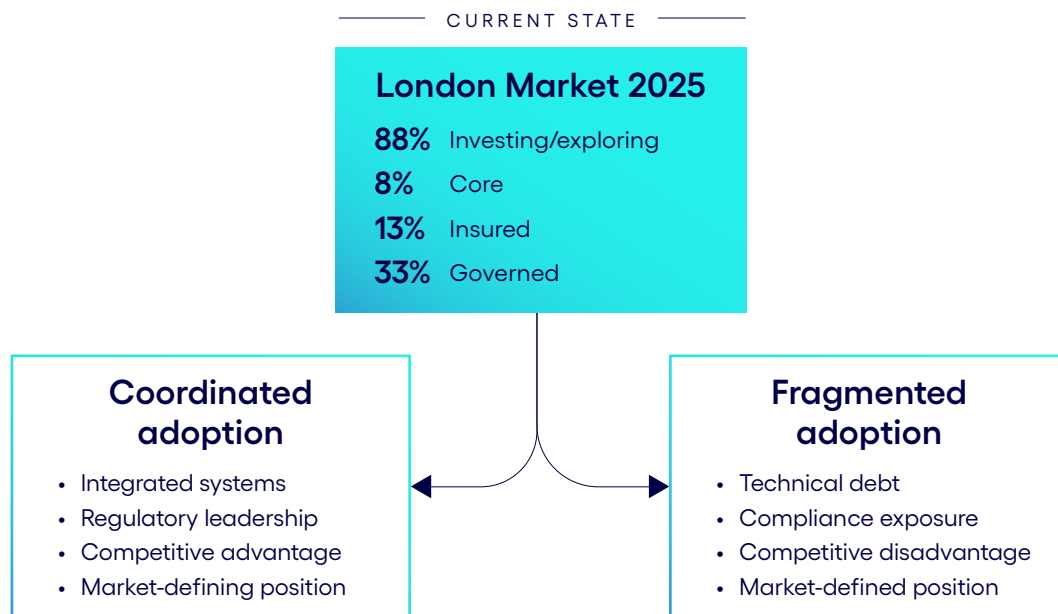 CURRENT STATE
London Market 2025
88% Investing/exploring
8% Core
13% Insured
33% Governed
Coordinated
adoption
• Integrated systems
• Regulatory leadership
• Competitive advantage
• Market-defining position
Fragmented
adoption
• Technical debt
• Compliance exposure
• Competitive disadvantage
• Market-defined position